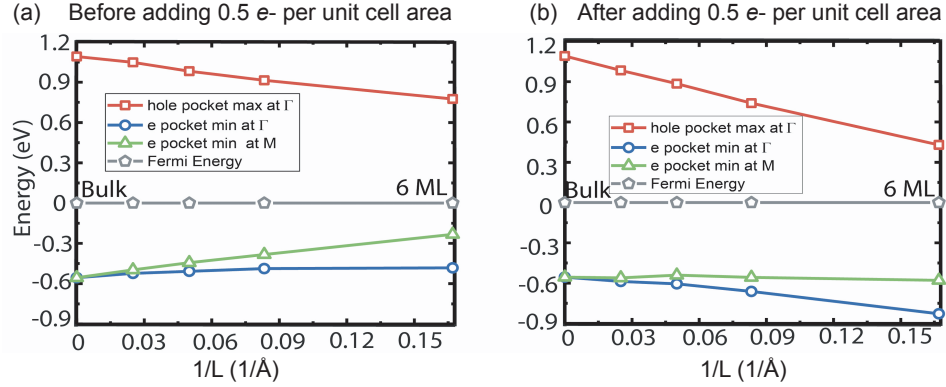 (a) Before adding 0.5 e- per unit cell area
1.2
0.9
0.6
0.3
0
-0.3
-0.6
-0.9
Energy (eV)
hole pocket max at Γ
e pocket min at Γ
e pocket min at M
Fermi Energy
Bulk
6 ML
0 0.03 0.06 0.09 0.12 0.15
1/L (1/Å)
(b) After adding 0.5 e- per unit cell area
1.2
0.9
0.6
0.3
0
-0.3
-0.6
-0.9
hole pocket max at Γ
e pocket min at Γ
e pocket min at M
Fermi Energy
Bulk
6 ML
0 0.03 0.06 0.09 0.12 0.15
1/L (1/Å)